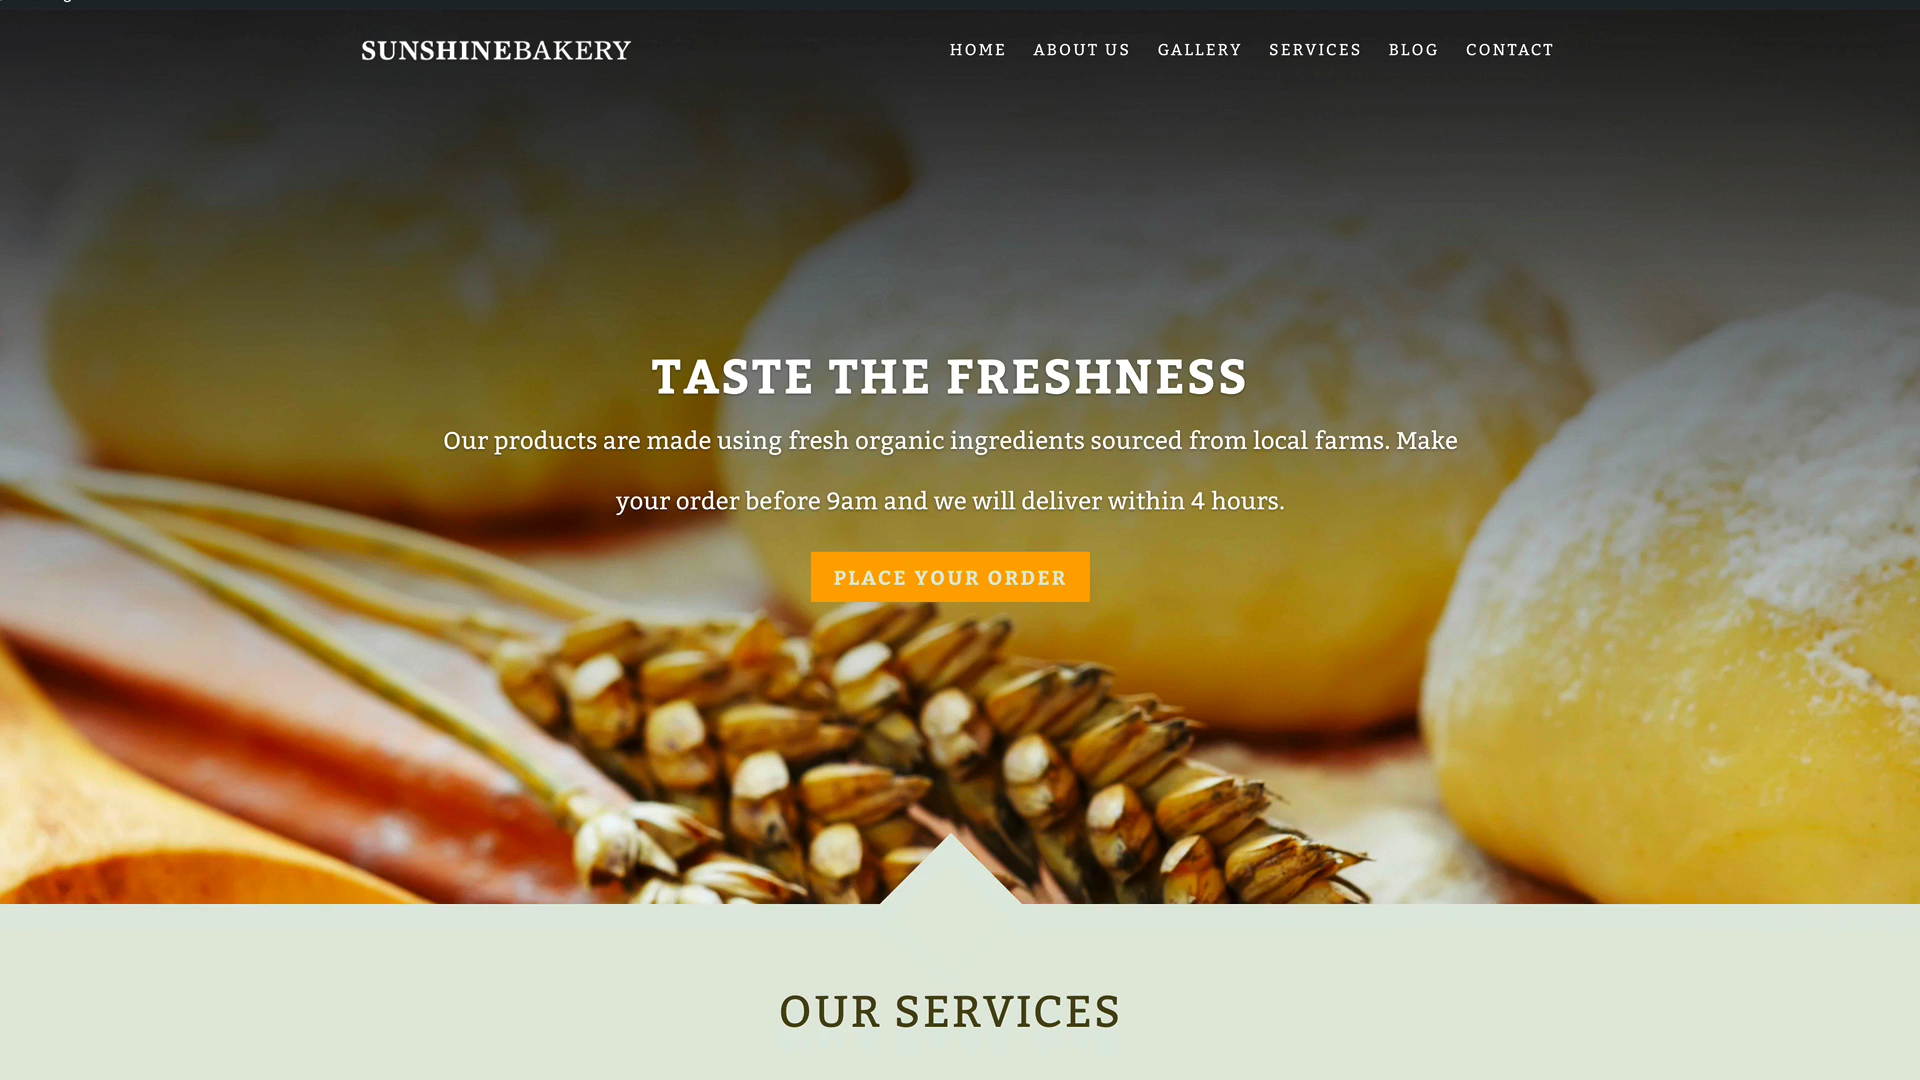 SUNSHINEBAKERY
HOME ABOUT US GALLERY SERVICES BLOG CONTACT
TASTE THE FRESHNESS
Our products are made using fresh organic ingredients sourced from local farms. Make
your order before 9am and we will deliver within 4 hours.
PLACE YOUR ORDER
OUR SERVICES